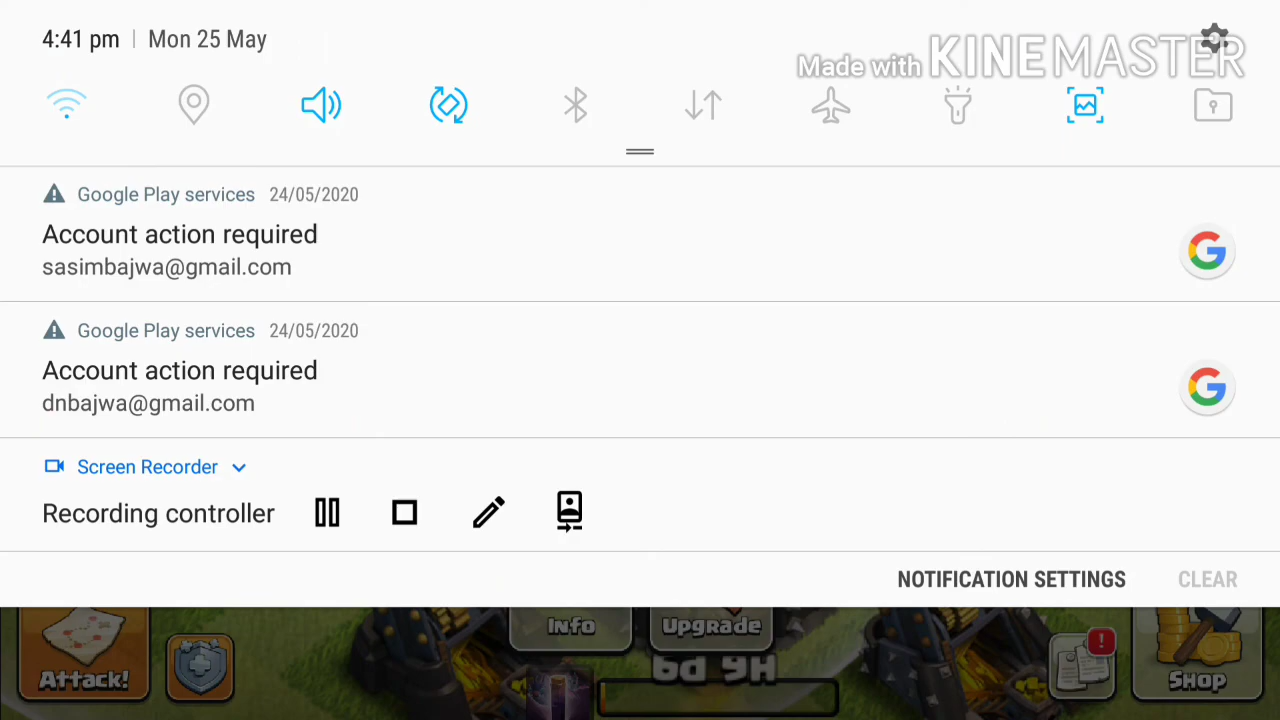 4:41 pm | Mon 25 May
Made with KINEMASTER
Google Play services 24/05/2020
Account action required
sasimbajwa@gmail.com
G
Google Play services 24/05/2020
Account action required
dnbajwa@gmail.com
G
Screen Recorder
Recording controller
NOTIFICATION SETTINGS CLEAR
Info Upgrade !
6d 9H
Attack! Shop